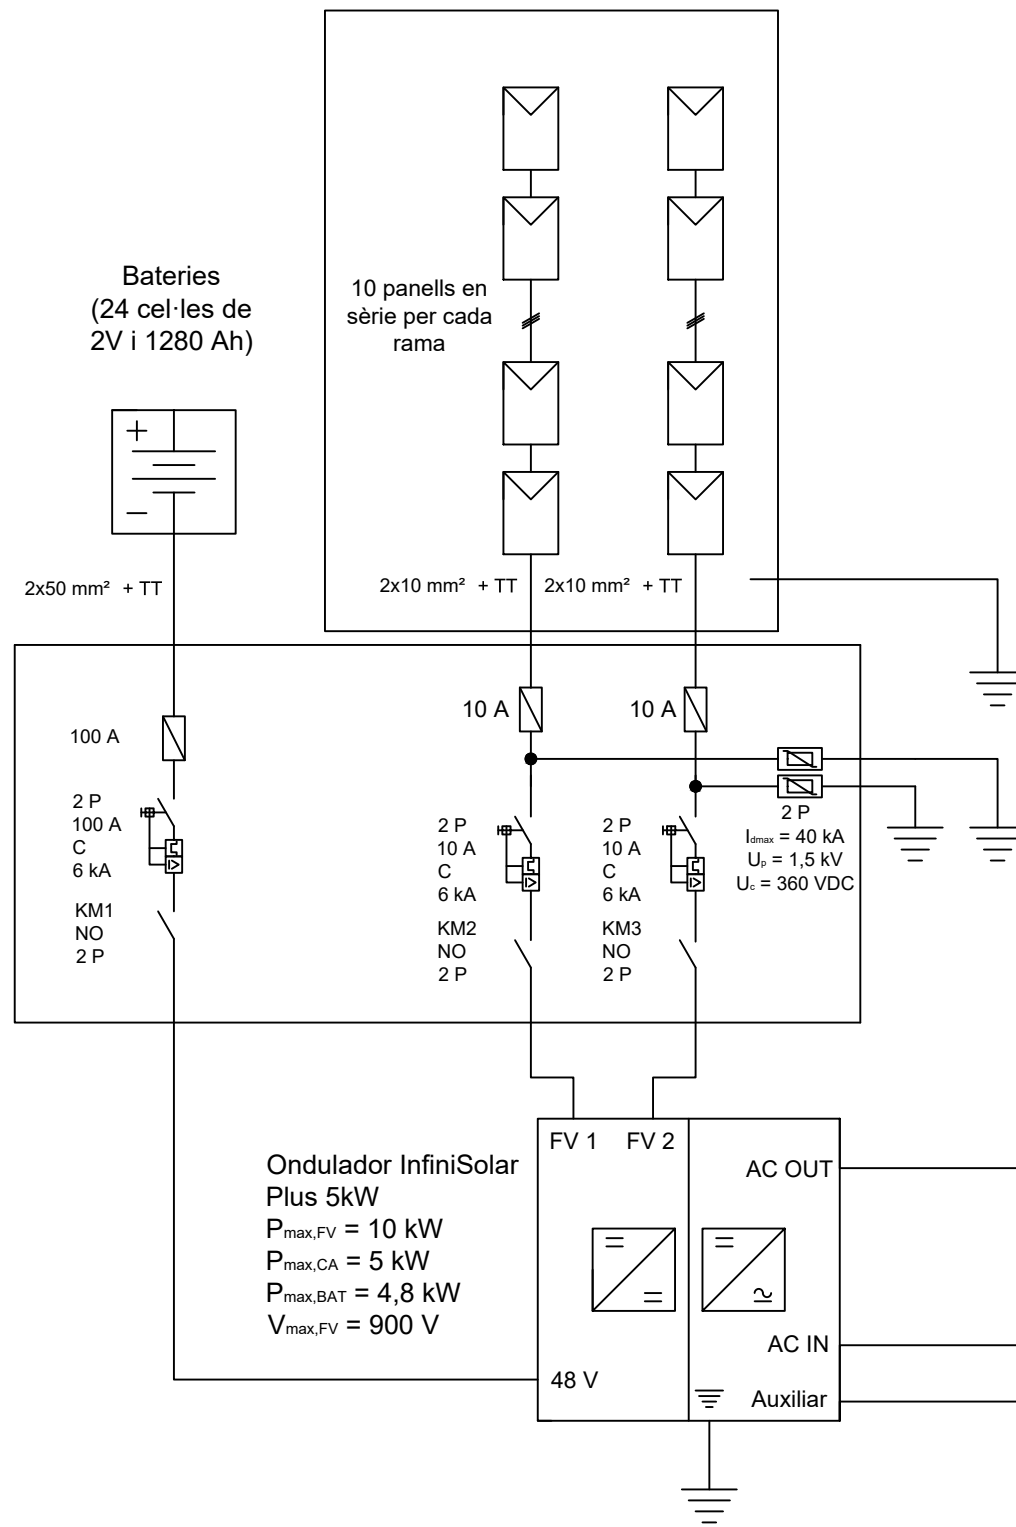 Bateries
(24 cel·les de
2V i 1280 Ah)
10 panells en
sèrie per cada
rama
+
−
2x50 mm² + TT
2x10 mm² + TT
2x10 mm² + TT
100 A
10 A
10 A
2 P
100 A
C
6 kA
KM1
NO
2 P
2 P
10 A
C
6 kA
KM2
NO
2 P
2 P
10 A
C
6 kA
KM3
NO
2 P
2 P
Idmax = 40 kA
Up = 1,5 kV
Uc = 360 VDC
Ondulador InfiniSolar
Plus 5kW
Pmax,FV = 10 kW
Pmax,CA = 5 kW
Pmax,BAT = 4,8 kW
Vmax,FV = 900 V
FV 1
FV 2
AC OUT
AC IN
48 V
Auxiliar